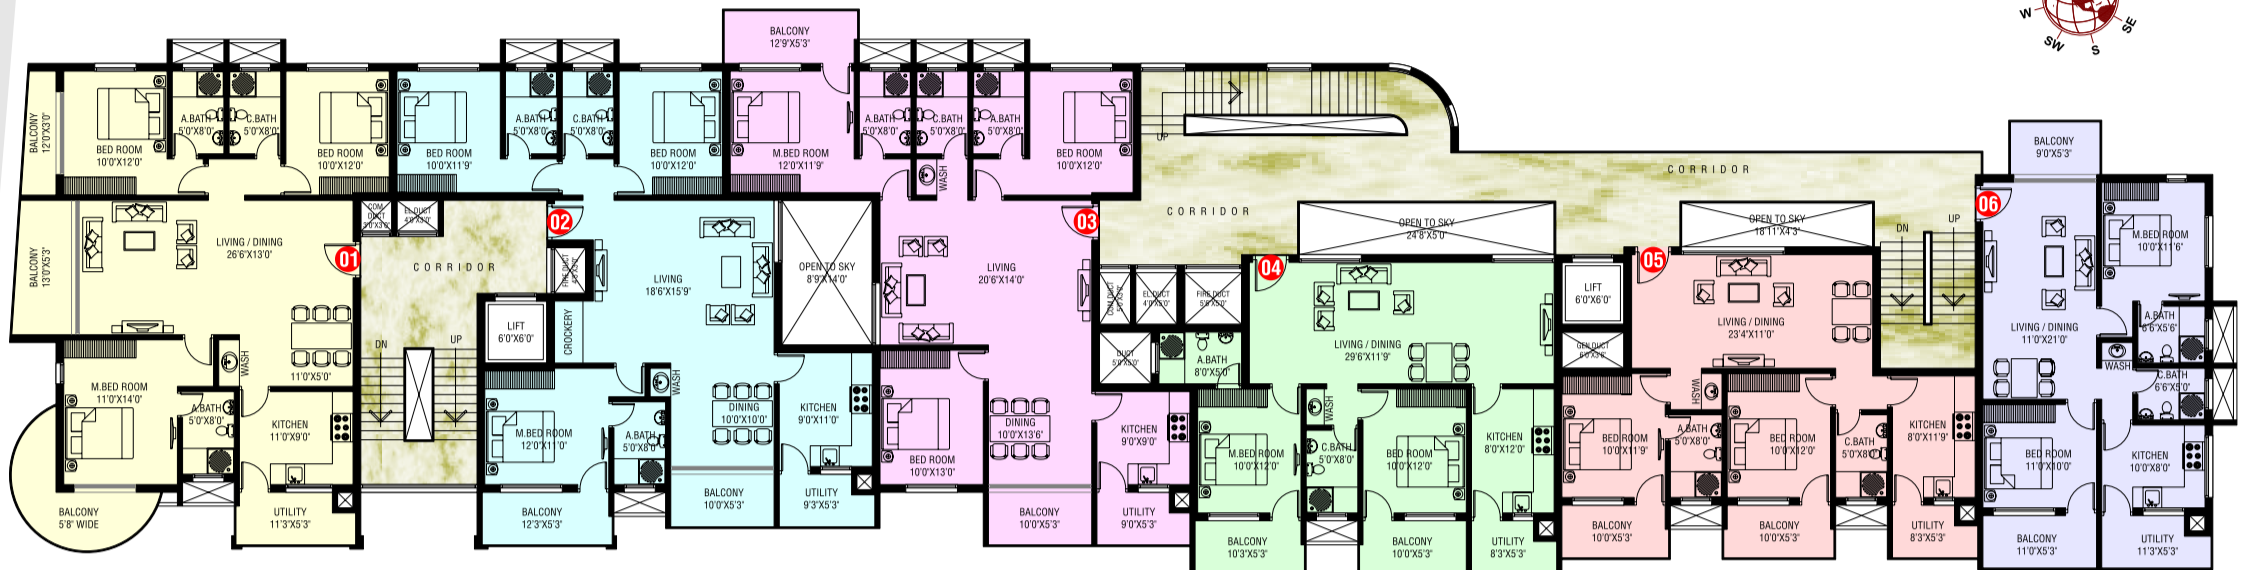 W
SW
S
SE
BALCONY
12'0"X3'0"
BED ROOM
10'0"X12'0"
A.BATH
5'0"X8'0"
C.BATH
5'0"X8'0"
BED ROOM
10'0"X12'0"
BALCONY
13'0"X5'3"
LIVING / DINING
26'6"X13'0"
01
11'0"X5'0"
WASH
M.BED ROOM
11'0"X14'0"
A.BATH
5'0"X8'0"
KITCHEN
11'0"X9'0"
BALCONY
5'8" WIDE
UTILITY
11'3"X5'3"
COM
DUCT
EL.DUCT
CORRIDOR
DN
UP
LIFT
6'0"X6'0"
FIRE DUCT
BED ROOM
10'0"X11'9"
A.BATH
5'0"X8'0"
C.BATH
5'0"X8'0"
BED ROOM
10'0"X12'0"
02
LIVING
18'6"X15'9"
CROCKERY
OPEN TO SKY
8'9"X14'0"
M.BED ROOM
12'0"X11'0"
A.BATH
5'0"X8'0"
WASH
DINING
10'0"X10'0"
KITCHEN
9'0"X11'0"
BALCONY
12'3"X5'3"
BALCONY
10'0"X5'3"
UTILITY
9'3"X5'3"
BALCONY
12'9"X5'3"
M.BED ROOM
12'0"X11'9"
A.BATH
5'0"X8'0"
C.BATH
5'0"X8'0"
A.BATH
5'0"X8'0"
BED ROOM
10'0"X12'0"
WASH
03
LIVING
20'6"X14'0"
BED ROOM
10'0"X13'0"
DINING
10'0"X13'6"
KITCHEN
9'0"X9'0"
BALCONY
10'0"X5'3"
UTILITY
9'0"X5'3"
UP
CORRIDOR
CORRIDOR
OPEN TO SKY
24'8"X5'0"
OPEN TO SKY
18'11"X4'3"
COM.DUCT
EL.DUCT
FIRE DUCT
DUCT
04
A.BATH
8'0"X5'0"
LIVING / DINING
29'6"X11'9"
M.BED ROOM
10'0"X12'0"
WASH
C.BATH
5'0"X8'0"
BED ROOM
10'0"X12'0"
KITCHEN
8'0"X12'0"
BALCONY
10'3"X5'3"
BALCONY
10'0"X5'3"
UTILITY
8'3"X5'3"
LIFT
6'0"X6'0"
GEN.DUCT
05
LIVING / DINING
23'4"X11'0"
BED ROOM
10'0"X11'9"
WASH
A.BATH
5'0"X8'0"
BED ROOM
10'0"X12'0"
C.BATH
5'0"X8'0"
KITCHEN
8'0"X11'9"
BALCONY
10'0"X5'3"
BALCONY
10'0"X5'3"
UTILITY
8'3"X5'3"
DN
UP
06
BALCONY
9'0"X5'3"
M.BED ROOM
10'0"X11'6"
LIVING / DINING
11'0"X21'0"
A.BATH
6'6"X5'6"
WASH
C.BATH
6'6"X5'0"
BED ROOM
11'0"X10'0"
KITCHEN
10'0"X8'0"
BALCONY
11'0"X5'3"
UTILITY
11'3"X5'3"